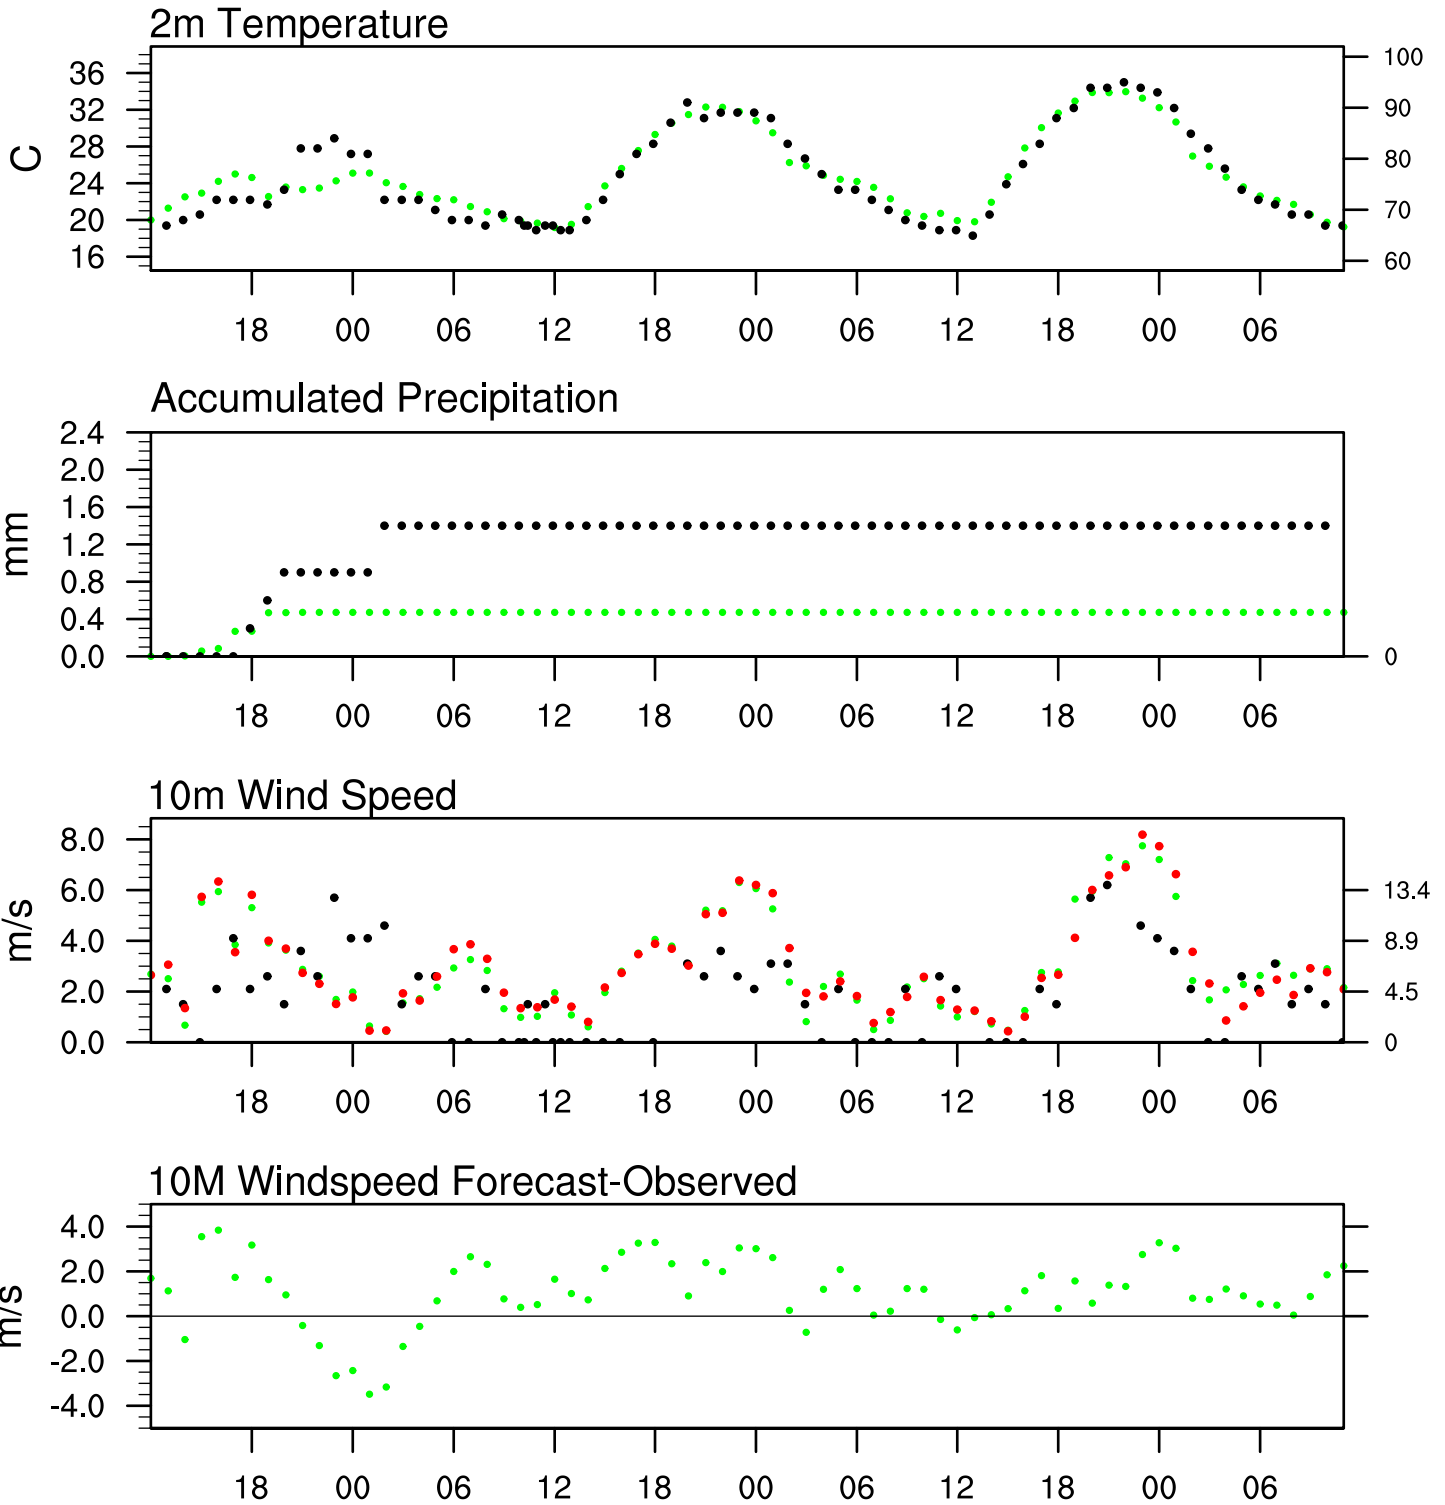 2m Temperature
C
36
32
28
24
20
16
100
90
80
70
60
18 00 06 12 18 00 06 12 18 00 06
Accumulated Precipitation
mm
2.4
2.0
1.6
1.2
0.8
0.4
0.0
0
18 00 06 12 18 00 06 12 18 00 06
10m Wind Speed
m/s
8.0
6.0
4.0
2.0
0.0
13.4
8.9
4.5
0
18 00 06 12 18 00 06 12 18 00 06
10M Windspeed Forecast-Observed
m/s
4.0
2.0
0.0
-2.0
-4.0
18 00 06 12 18 00 06 12 18 00 06